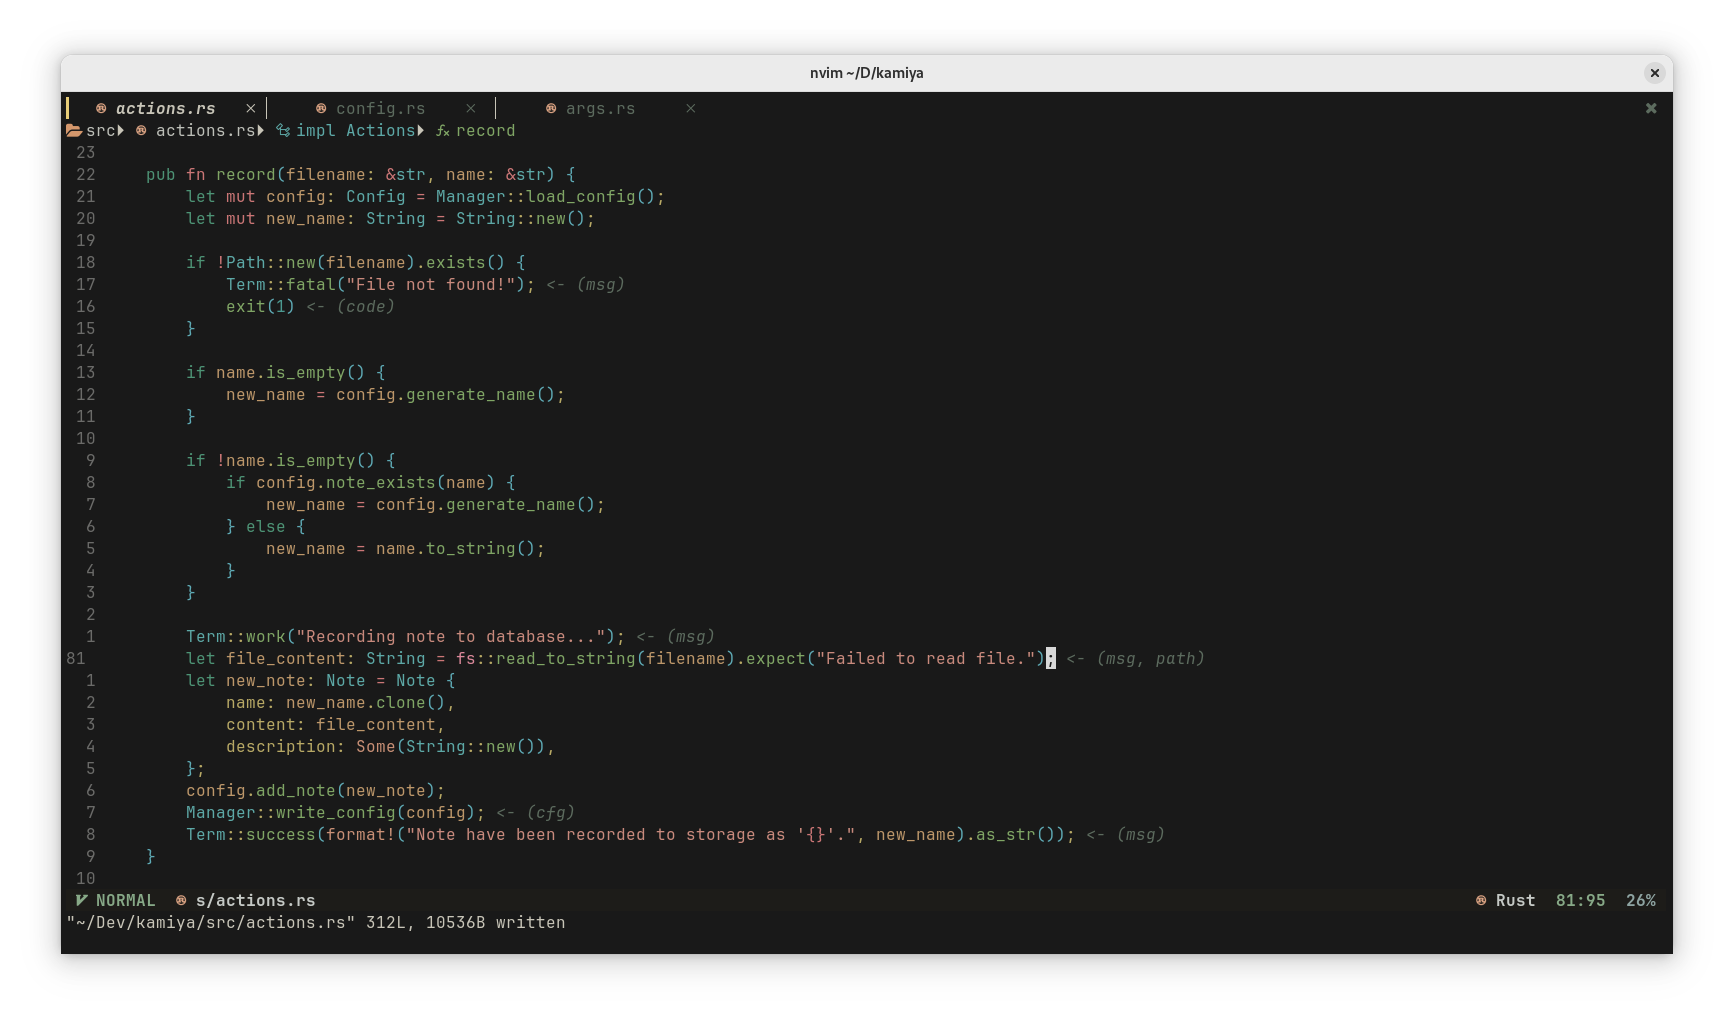 nvim ~/D/kamiya
actions.rs config.rs args.rs
src actions.rs impl Actions record
23
22     pub fn record(filename: &str, name: &str) {
21         let mut config: Config = Manager::load_config();
20         let mut new_name: String = String::new();
19
18         if !Path::new(filename).exists() {
17             Term::fatal("File not found!"); <- (msg)
16             exit(1) <- (code)
15         }
14
13         if name.is_empty() {
12             new_name = config.generate_name();
11         }
10
9         if !name.is_empty() {
8             if config.note_exists(name) {
7                 new_name = config.generate_name();
6             } else {
5                 new_name = name.to_string();
4             }
3         }
2
1         Term::work("Recording note to database..."); <- (msg)
81         let file_content: String = fs::read_to_string(filename).expect("Failed to read file."); <- (msg, path)
1         let new_note: Note = Note {
2             name: new_name.clone(),
3             content: file_content,
4             description: Some(String::new()),
5         };
6         config.add_note(new_note);
7         Manager::write_config(config); <- (cfg)
8         Term::success(format!("Note have been recorded to storage as '{}'.", new_name).as_str()); <- (msg)
9     }
10
NORMAL s/actions.rs Rust 81:95 26%
"~/Dev/kamiya/src/actions.rs" 312L, 10536B written